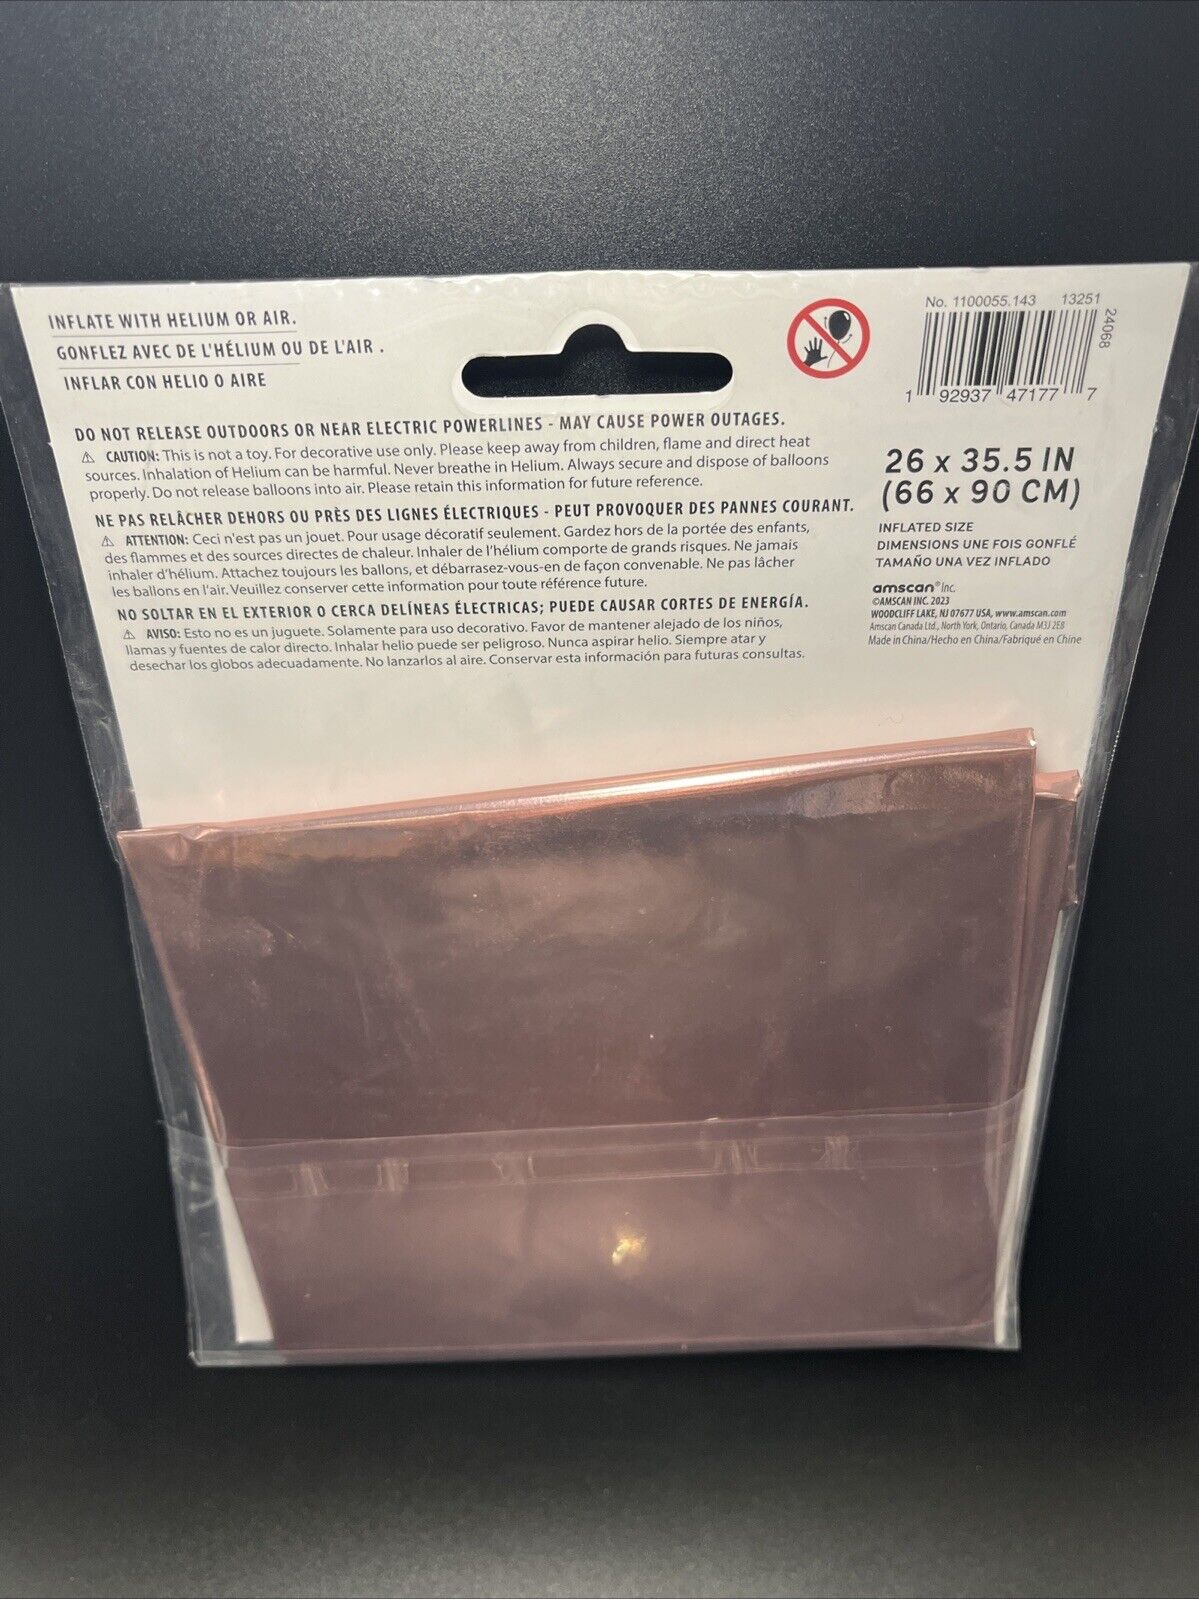 INFLATE WITH HELIUM OR AIR.
GONFLEZ AVEC DE L'HÉLIUM OU DE L'AIR .
INFLAR CON HELIO O AIRE
DO NOT RELEASE OUTDOORS OR NEAR ELECTRIC POWERLINES - MAY CAUSE POWER OUTAGES.
⚠ CAUTION: This is not a toy. For decorative use only. Please keep away from children, flame and direct heat
sources. Inhalation of Helium can be harmful. Never breathe in Helium. Always secure and dispose of balloons
properly. Do not release balloons into air. Please retain this information for future reference.
NE PAS RELÂCHER DEHORS OU PRÈS DES LIGNES ÉLECTRIQUES - PEUT PROVOQUER DES PANNES COURANT.
⚠ ATTENTION: Ceci n'est pas un jouet. Pour usage décoratif seulement. Gardez hors de la portée des enfants,
des flammes et des sources directes de chaleur. Inhaler de l'hélium comporte de grands risques. Ne jamais
inhaler d'hélium. Attachez toujours les ballons, et débarrasez-vous-en de façon convenable. Ne pas lâcher
les ballons en l'air. Veuillez conserver cette information pour toute référence future.
NO SOLTAR EN EL EXTERIOR O CERCA DELÍNEAS ÉLECTRICAS; PUEDE CAUSAR CORTES DE ENERGÍA.
⚠ AVISO: Esto no es un juguete. Solamente para uso decorativo. Favor de mantener alejado de los niños,
llamas y fuentes de calor directo. Inhalar helio puede ser peligroso. Nunca aspirar helio. Siempre atar y
desechar los globos adecuadamente. No lanzarlos al aire. Conservar esta información para futuras consultas.
No. 1100055.143 13251
24068
1 92937 47177 7
26 x 35.5 IN
(66 x 90 CM)
INFLATED SIZE
DIMENSIONS UNE FOIS GONFLÉ
TAMAÑO UNA VEZ INFLADO
amscan® Inc.
©AMSCAN INC. 2023
WOODCLIFF LAKE, NJ 07677 USA, www.amscan.com
Amscan Canada Ltd., North York, Ontario, Canada M3J 2E8
Made in China/Hecho en China/Fabriqué en Chine